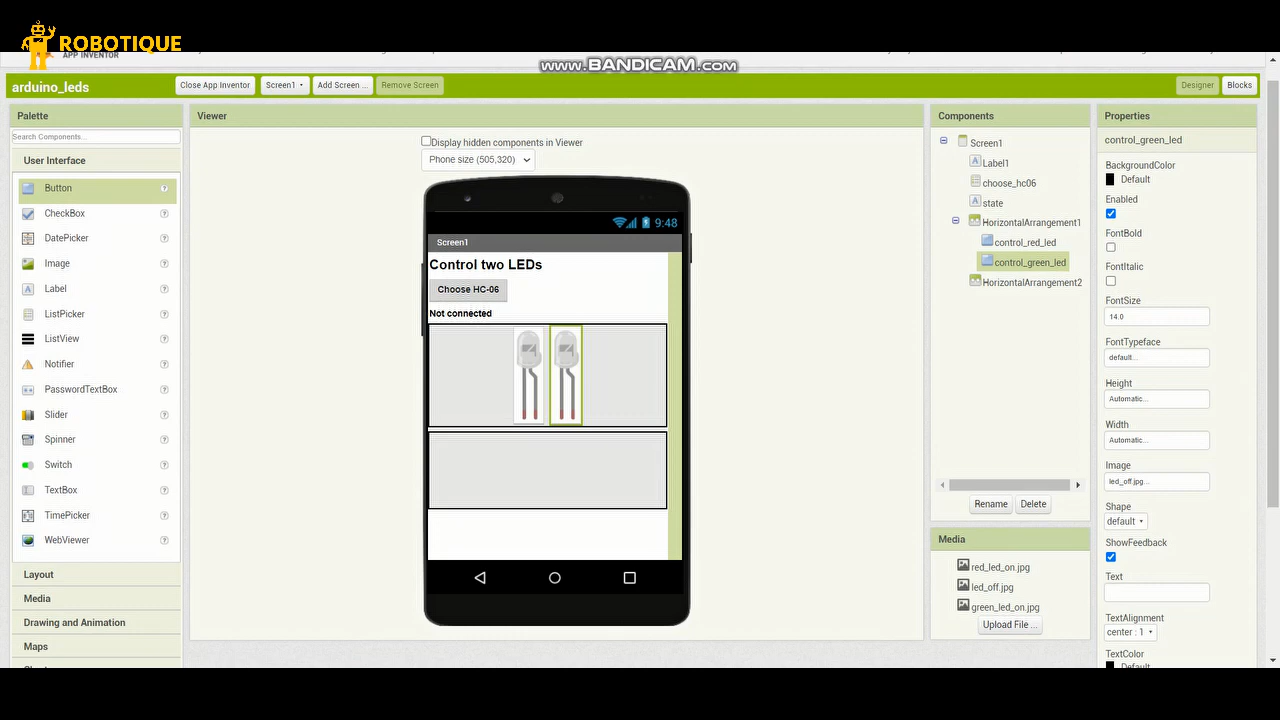 ROBOTIQUE
APP INVENTOR
www.BANDICAM.com
arduino_leds
Close App Inventor
Screen1
Add Screen ...
Remove Screen
Designer
Blocks
Palette
Search Components...
User Interface
Button
CheckBox
DatePicker
Image
Label
ListPicker
ListView
Notifier
PasswordTextBox
Slider
Spinner
Switch
TextBox
TimePicker
WebViewer
Layout
Media
Drawing and Animation
Maps
Viewer
Display hidden components in Viewer
Phone size (505,320)
9:48
Screen1
Control two LEDs
Choose HC-06
Not connected
Components
Screen1
Label1
choose_hc06
state
HorizontalArrangement1
control_red_led
control_green_led
HorizontalArrangement2
Rename
Delete
Media
red_led_on.jpg
led_off.jpg
green_led_on.jpg
Upload File ...
Properties
control_green_led
BackgroundColor
Default
Enabled
FontBold
FontItalic
FontSize
14.0
FontTypeface
default...
Height
Automatic...
Width
Automatic...
Image
led_off.jpg...
Shape
default
ShowFeedback
Text
TextAlignment
center : 1
TextColor
Default